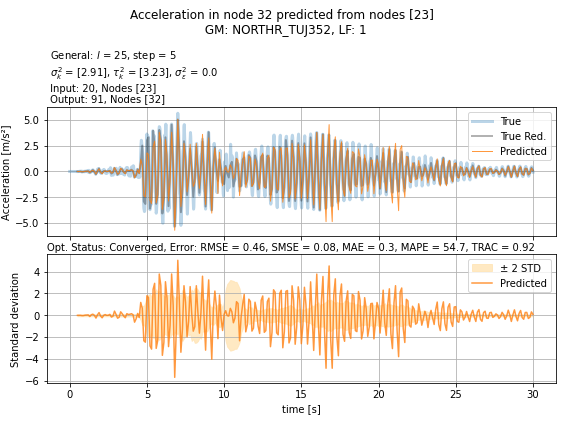 Acceleration in node 32 predicted from nodes [23]
GM: NORTHR_TUJ352, LF: 1
General: l = 25, step = 5
σ²ₖ = [2.91], τ²ₖ = [3.23], σ²ₑ = 0.0
Input: 20, Nodes [23]
Output: 91, Nodes [32]
Acceleration [m/s²]
5.0
2.5
0.0
−2.5
−5.0
True
True Red.
Predicted
Opt. Status: Converged, Error: RMSE = 0.46, SMSE = 0.08, MAE = 0.3, MAPE = 54.7, TRAC = 0.92
Standard deviation
4
2
0
−2
−4
−6
± 2 STD
Predicted
0 5 10 15 20 25 30
time [s]